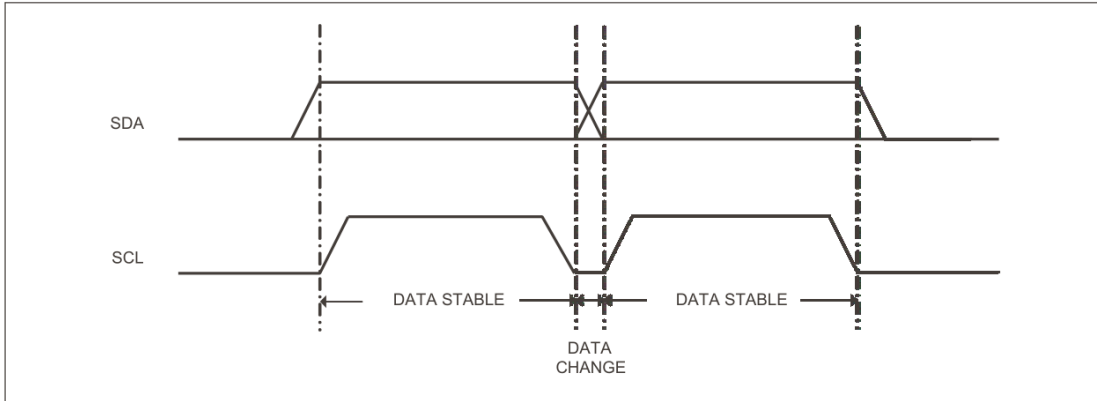 SDA
SCL
DATA STABLE
DATA STABLE
DATA
CHANGE